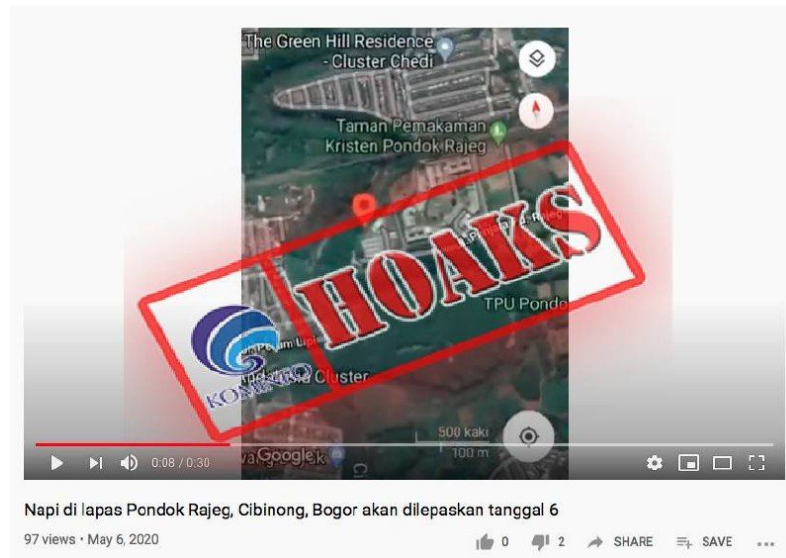 The Green Hill Residence
- Cluster Chedi
Taman Pemakaman
Kristen Pondok Rajeg
HOAKS
TPU Pondo
KOMINFO
Cluster
500 kaki
100 m
Google
0:08 / 0:30
Napi di lapas Pondok Rajeg, Cibinong, Bogor akan dilepaskan tanggal 6
97 views • May 6, 2020
0
2
SHARE
SAVE